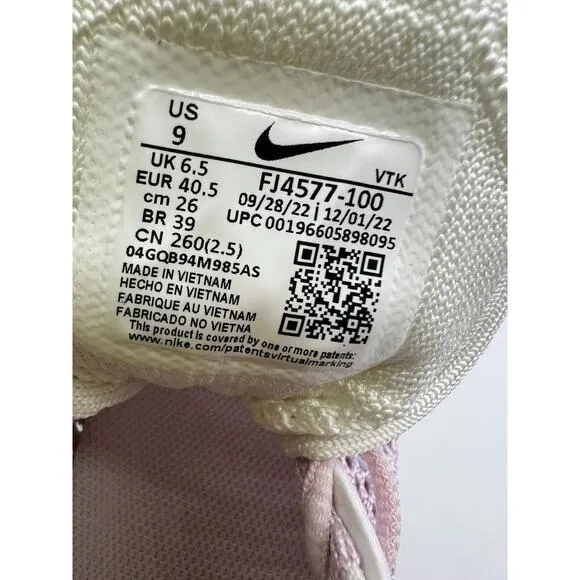 US
9
UK 6.5
EUR 40.5
cm 26
BR 39
CN 260(2.5)
VTK
FJ4577-100
09/28/22 | 12/01/22
UPC 00196605898095
04GQB94M985AS
MADE IN VIETNAM
HECHO EN VIETNAM
FABRIQUE AU VIETNAM
FABRICADO NO VIETNA
This product is covered by one or more patents:
www.nike.com/patentsvirtualmarking